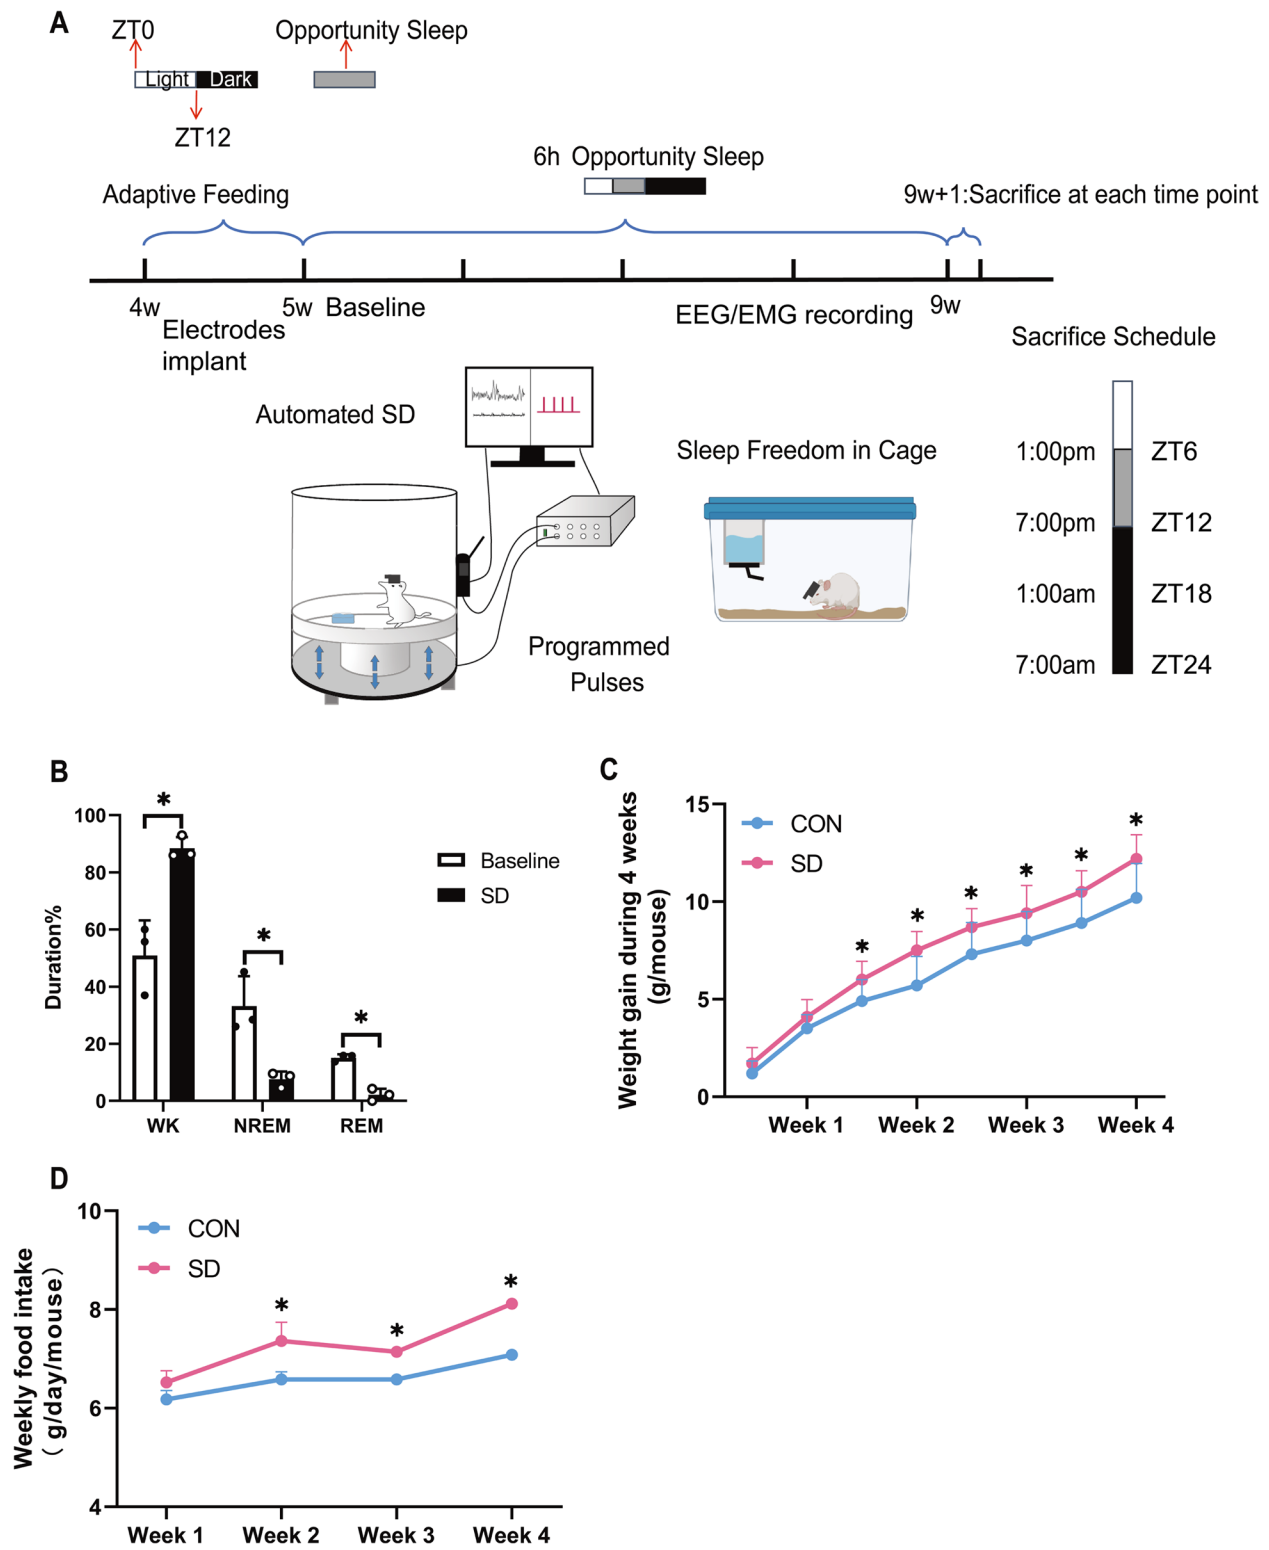 A
ZT0
Opportunity Sleep
Light
Dark
ZT12
6h Opportunity Sleep
Adaptive Feeding
9w+1:Sacrifice at each time point
4w
5w Baseline
EEG/EMG recording
9w
Electrodes
implant
Sacrifice Schedule
Automated SD
Sleep Freedom in Cage
1:00pm ZT6
7:00pm ZT12
1:00am ZT18
7:00am ZT24
Programmed
Pulses
B
Duration%
100
80
60
40
20
0
*
*
*
WK
NREM
REM
Baseline
SD
C
Weight gain during 4 weeks
(g/mouse)
15
10
5
0
CON
SD
*
*
*
*
*
*
Week 1
Week 2
Week 3
Week 4
D
Weekly food intake
( g/day/mouse)
10
8
6
4
CON
SD
*
*
*
Week 1
Week 2
Week 3
Week 4